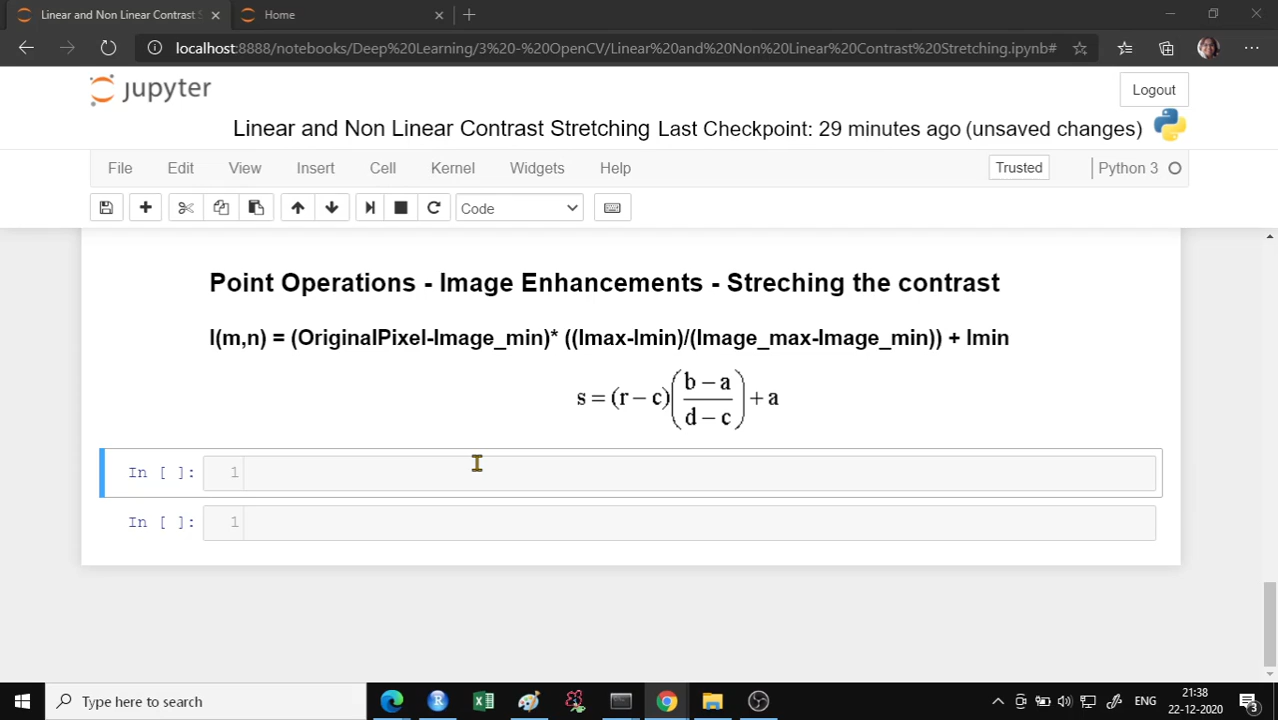 Linear and Non Linear Contrast S
Home
localhost:8888/notebooks/Deep%20Learning/3%20-%20OpenCV/Linear%20and%20Non%20Linear%20Contrast%20Stretching.ipynb#
jupyter
Logout
Linear and Non Linear Contrast Stretching Last Checkpoint: 29 minutes ago (unsaved changes)
File Edit View Insert Cell Kernel Widgets Help Trusted Python 3
Code
Point Operations - Image Enhancements - Streching the contrast
I(m,n) = (OriginalPixel-Image_min)* ((Imax-Imin)/(Image_max-Image_min)) + Imin
s = (r − c)(b − a / d − c) + a
In [ ]: 1
In [ ]: 1
Type here to search
ENG
21:38
22-12-2020
3